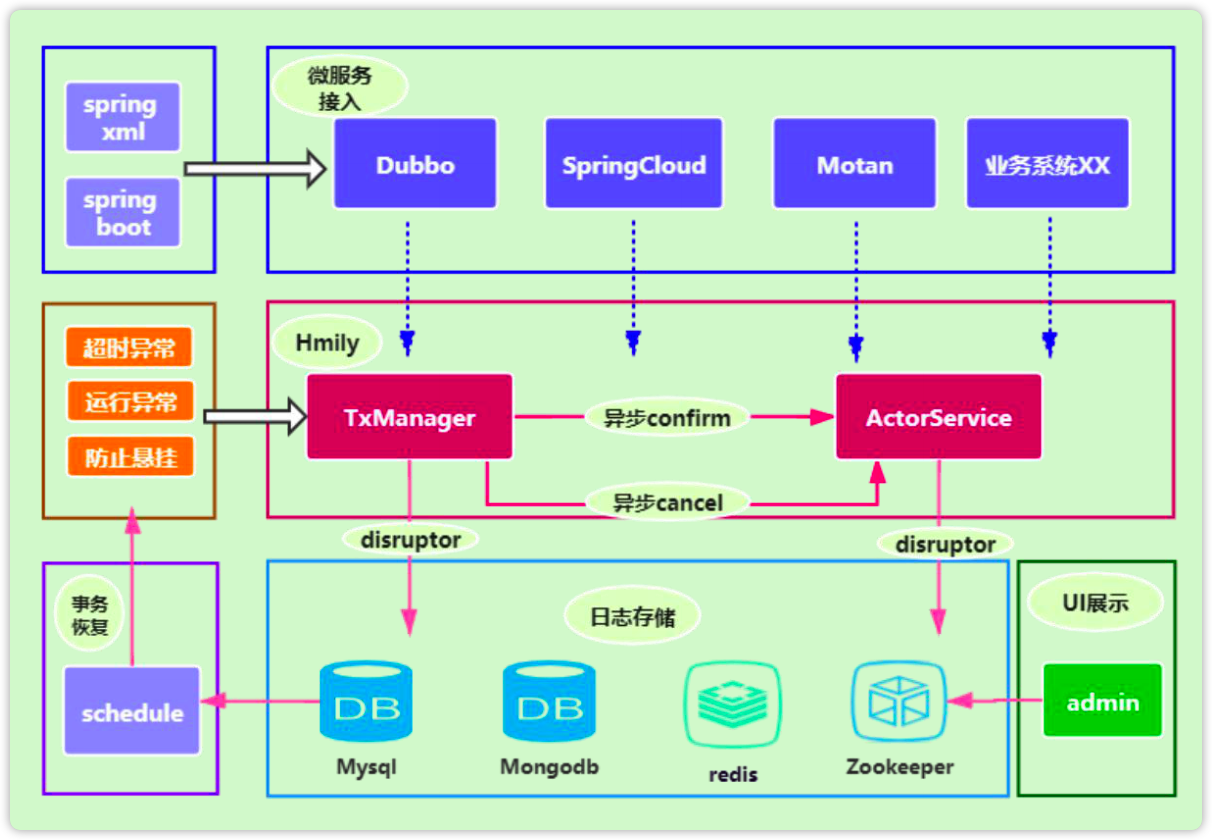 spring
xml
spring
boot
微服务
接入
Dubbo
SpringCloud
Motan
业务系统XX
超时异常
运行异常
防止悬挂
Hmily
TxManager
异步confirm
ActorService
异步cancel
disruptor
disruptor
事务
恢复
schedule
日志存储
DB
Mysql
DB
Mongodb
redis
Zookeeper
UI展示
admin